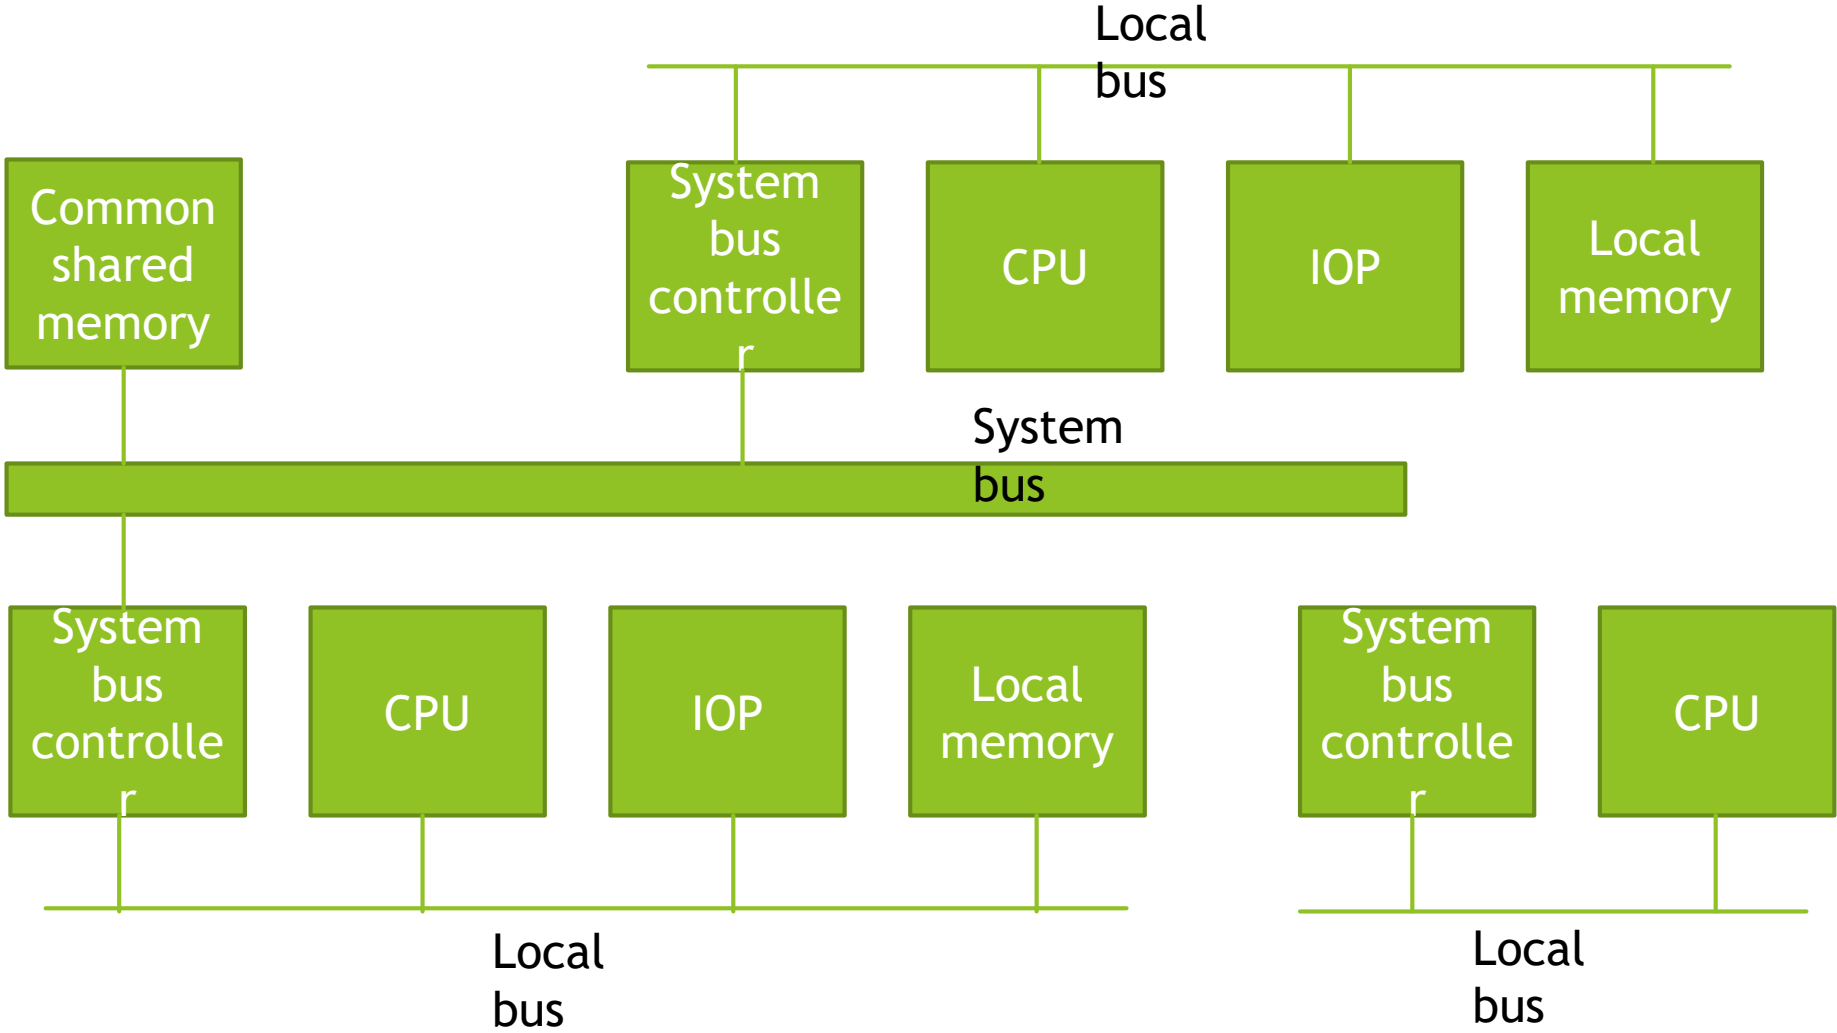 Local
bus
Common
shared
memory
System
bus
controlle
r
CPU
IOP
Local
memory
System
bus
System
bus
controlle
r
CPU
IOP
Local
memory
System
bus
controlle
r
CPU
Local
bus
Local
bus